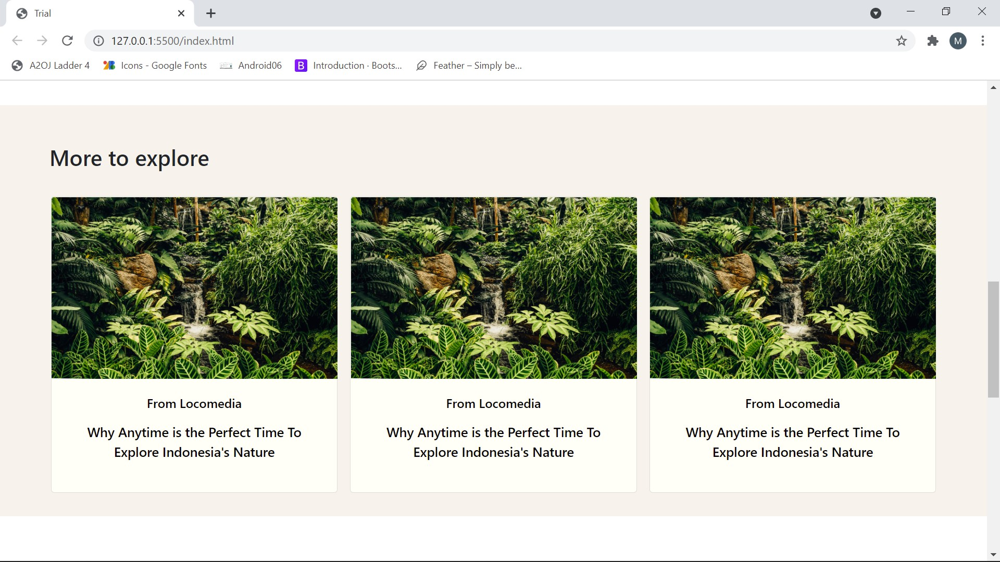 Trial
127.0.0.1:5500/index.html
M
A2OJ Ladder 4
Icons - Google Fonts
Android06
B
Introduction · Boots...
Feather – Simply be...
More to explore
From Locomedia
Why Anytime is the Perfect Time To
Explore Indonesia's Nature
From Locomedia
Why Anytime is the Perfect Time To
Explore Indonesia's Nature
From Locomedia
Why Anytime is the Perfect Time To
Explore Indonesia's Nature